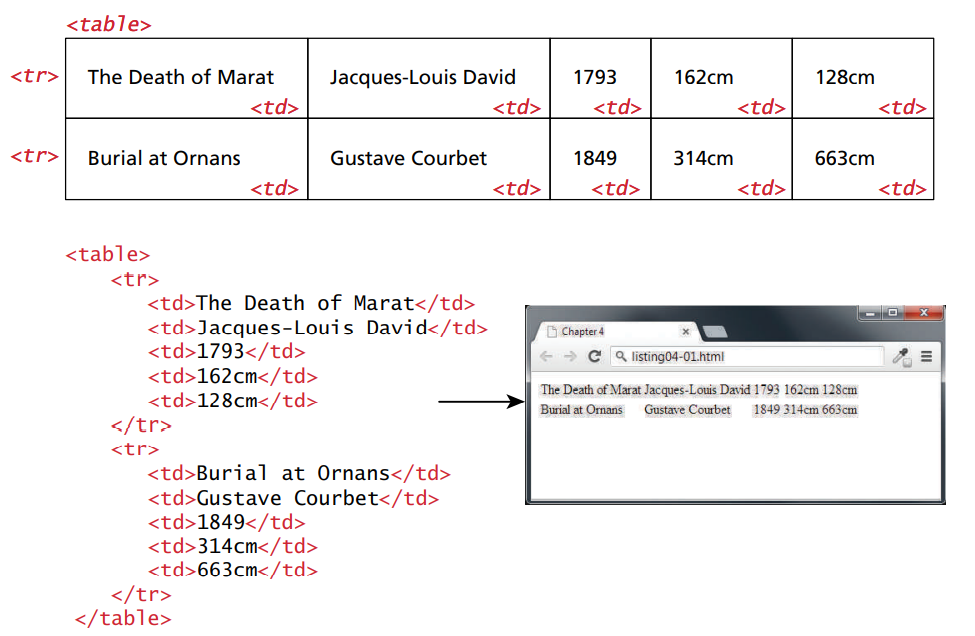 <table>
<tr> The Death of Marat Jacques-Louis David 1793 162cm 128cm
<td> <td> <td> <td> <td>
<tr> Burial at Ornans Gustave Courbet 1849 314cm 663cm
<td> <td> <td> <td> <td>
<table>
<tr>
<td>The Death of Marat</td>
<td>Jacques-Louis David</td>
<td>1793</td>
<td>162cm</td>
<td>128cm</td>
</tr>
<tr>
<td>Burial at Ornans</td>
<td>Gustave Courbet</td>
<td>1849</td>
<td>314cm</td>
<td>663cm</td>
</tr>
</table>
Chapter 4
listing04-01.html
The Death of Marat Jacques-Louis David 1793 162cm 128cm
Burial at Ornans Gustave Courbet 1849 314cm 663cm